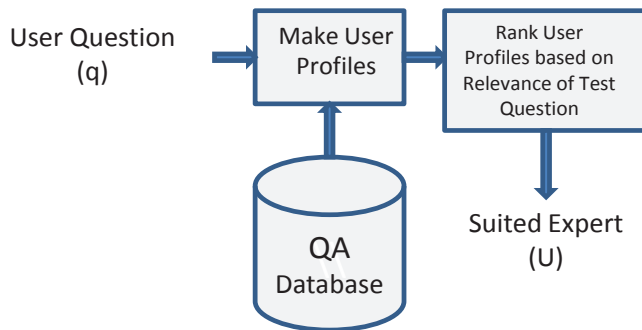 User Question
(q)
Make User
Profiles
Rank User
Profiles based on
Relevance of Test
Question
QA
Database
Suited Expert
(U)